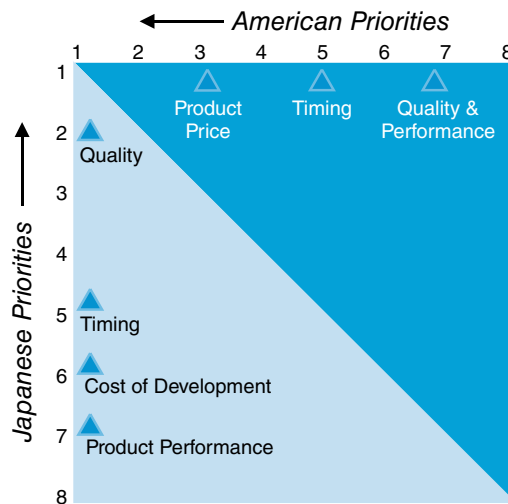 American Priorities
1 2 3 4 5 6 7 8
1
Product
Price
Timing
Quality &
Performance
2
Quality
3
4
5
Timing
6
Cost of Development
7
Product Performance
8
Japanese Priorities